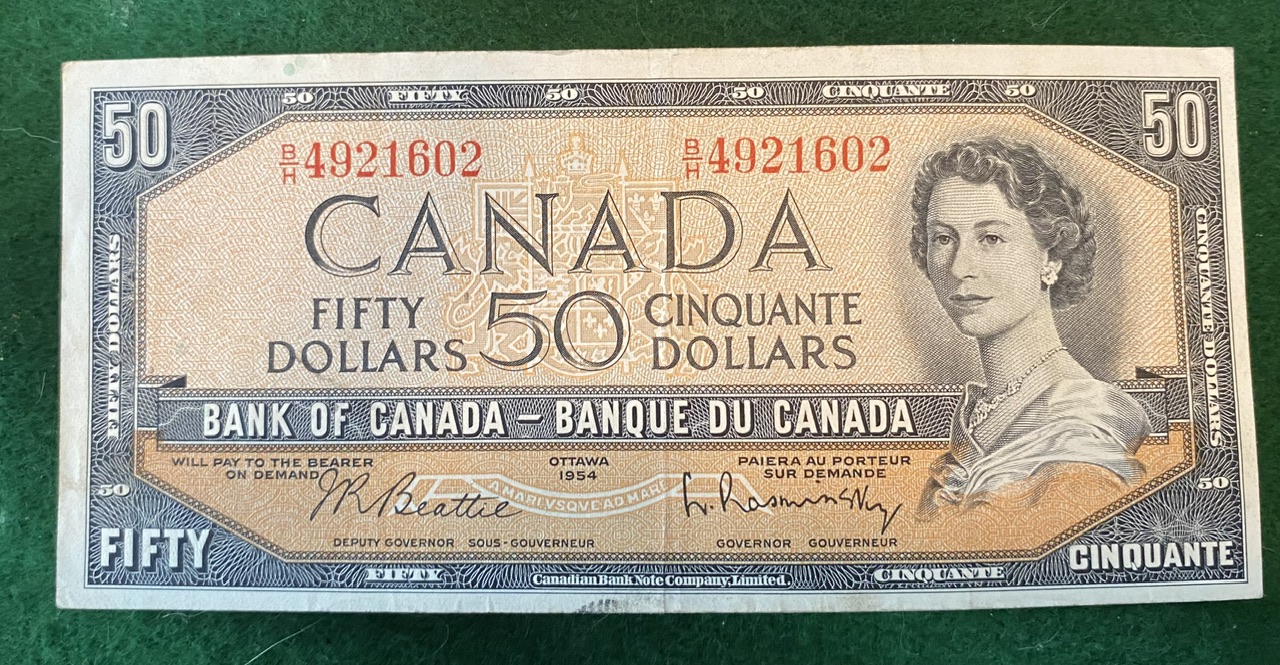 50 FIFTY 50 50 CINQUANTE 50
50 50
B/H 4921602 B/H 4921602
CANADA
FIFTY DOLLARS
FIFTY 50 CINQUANTE
DOLLARS DOLLARS
CINQUANTE DOLLARS
BANK OF CANADA – BANQUE DU CANADA
WILL PAY TO THE BEARER OTTAWA PAIERA AU PORTEUR
ON DEMAND 1954 SUR DEMANDE
50 50
A MARI VSQVE AD MARE
J.R. Beattie L. Rasminsky
DEPUTY GOVERNOR SOUS-GOUVERNEUR GOVERNOR GOUVERNEUR
FIFTY CINQUANTE
FIFTY Canadian Bank Note Company, Limited. CINQUANTE